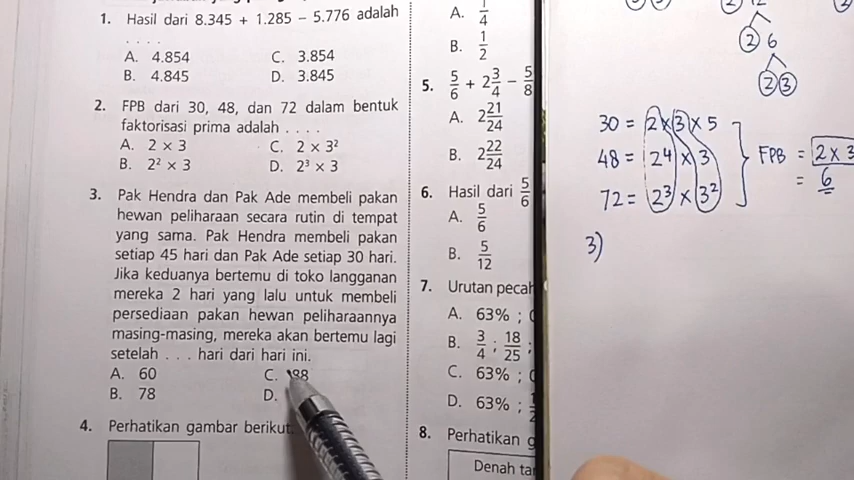 1. Hasil dari 8.345 + 1.285 – 5.776 adalah
. . . .
A. 4.854
C. 3.854
B. 4.845
D. 3.845
2. FPB dari 30, 48, dan 72 dalam bentuk
faktorisasi prima adalah . . . .
A. 2 × 3
C. 2 × 3²
B. 2² × 3
D. 2³ × 3
3. Pak Hendra dan Pak Ade membeli pakan
hewan peliharaan secara rutin di tempat
yang sama. Pak Hendra membeli pakan
setiap 45 hari dan Pak Ade setiap 30 hari.
Jika keduanya bertemu di toko langganan
mereka 2 hari yang lalu untuk membeli
persediaan pakan hewan peliharaannya
masing-masing, mereka akan bertemu lagi
setelah . . . hari dari hari ini.
A. 60
C. 88
B. 78
D.
4. Perhatikan gambar berikut.
A. 1/4
B. 1/2
5. 5/6 + 2 3/4 – 5/8
A. 2 21/24
B. 2 22/24
6. Hasil dari 5/6
A. 5/6
B. 5/12
7. Urutan
A. 63% ;
B. 3/4 ; 18/25 ;
C. 63% ;
D. 63% ;
8. Perhatikan
Denah
12
2 6
2 3
30 = 2 × 3 × 5
48 = 2⁴ × 3
72 = 2³ × 3²
FPB = 2 × 3
= 6
3)